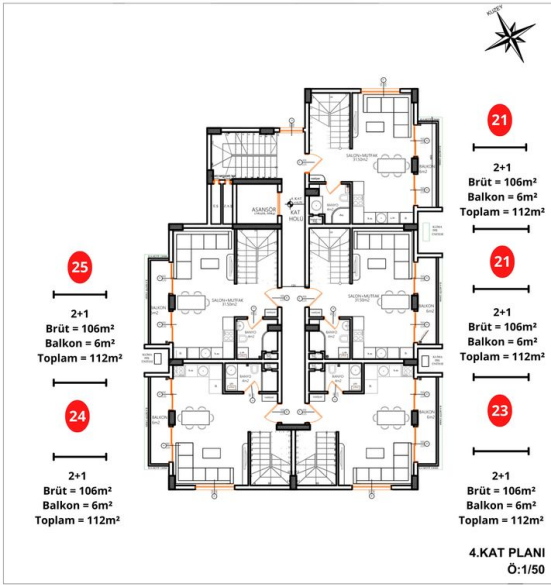 KUZEY
21
2+1
Brüt = 106m²
Balkon = 6m²
Toplam = 112m²
SALON+MUTFAK
BALKON
ASANSÖR
KAT
HOLÜ
25
2+1
Brüt = 106m²
Balkon = 6m²
Toplam = 112m²
SALON+MUTFAK
SALON+MUTFAK
BALKON
BALKON
21
2+1
Brüt = 106m²
Balkon = 6m²
Toplam = 112m²
24
2+1
Brüt = 106m²
Balkon = 6m²
Toplam = 112m²
BANYO
BANYO
BALKON
BALKON
23
2+1
Brüt = 106m²
Balkon = 6m²
Toplam = 112m²
4.KAT PLANI
Ö:1/50